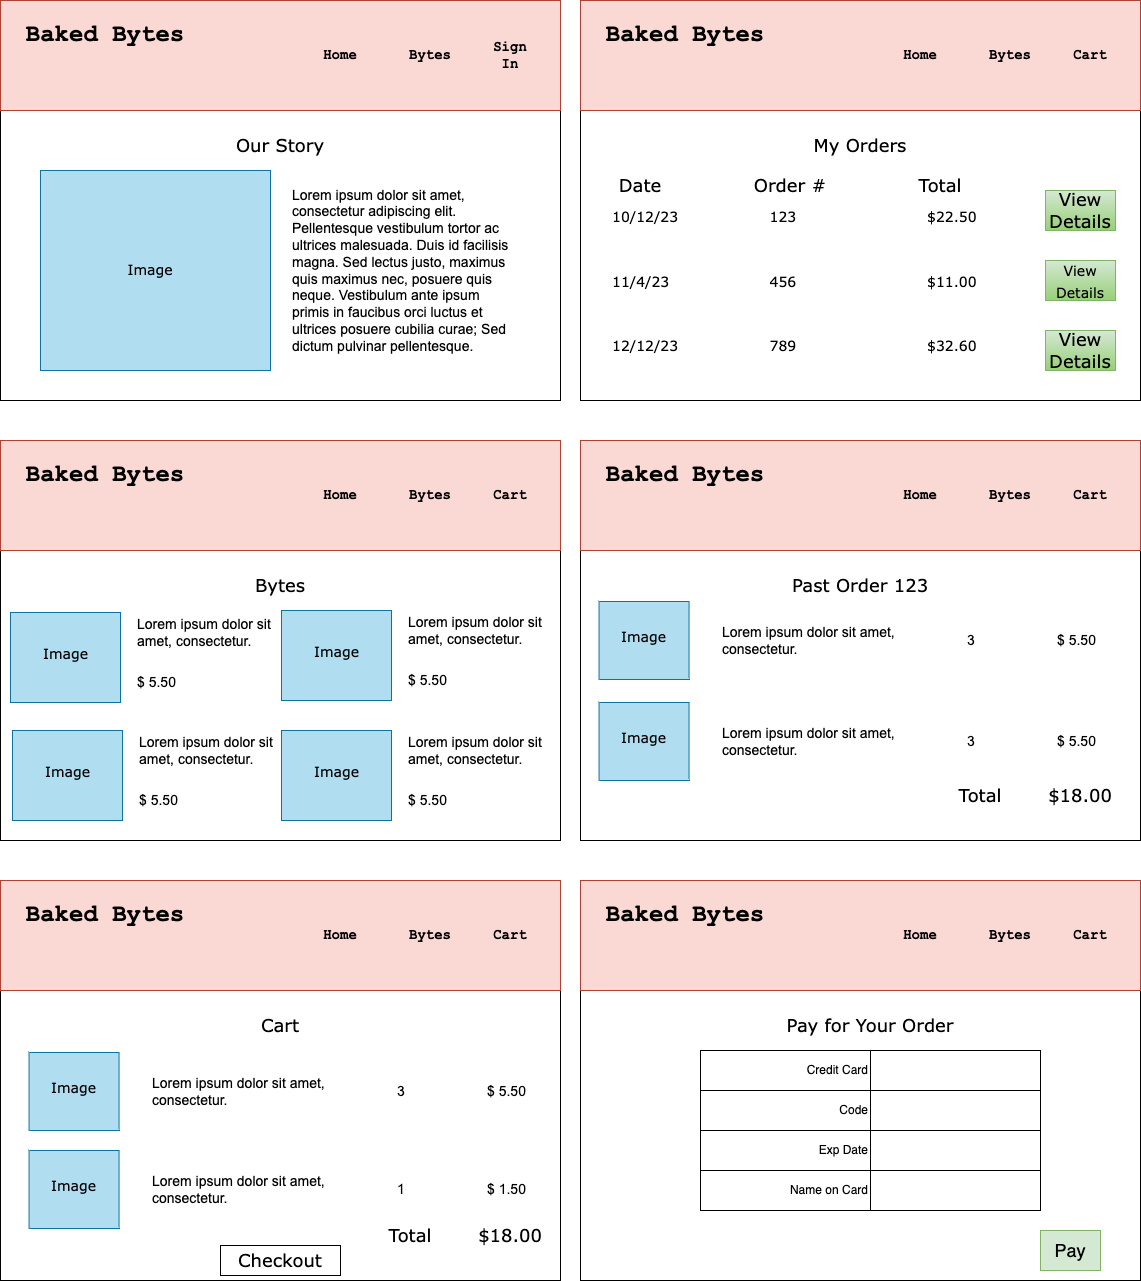 Baked Bytes
Home Bytes Sign
In
Our Story
Image
Lorem ipsum dolor sit amet,
consectetur adipiscing elit.
Pellentesque vestibulum tortor ac
ultrices malesuada. Duis id facilisis
magna. Sed lectus justo, maximus
quis maximus nec, posuere quis
neque. Vestibulum ante ipsum
primis in faucibus orci luctus et
ultrices posuere cubilia curae; Sed
dictum pulvinar pellentesque.
Baked Bytes
Home Bytes Cart
My Orders
Date Order # Total
10/12/23 123 $22.50 View
Details
11/4/23 456 $11.00 View
Details
12/12/23 789 $32.60 View
Details
Baked Bytes
Home Bytes Cart
Bytes
Image
Lorem ipsum dolor sit
amet, consectetur.
$ 5.50
Image
Lorem ipsum dolor sit
amet, consectetur.
$ 5.50
Image
Lorem ipsum dolor sit
amet, consectetur.
$ 5.50
Image
Lorem ipsum dolor sit
amet, consectetur.
$ 5.50
Baked Bytes
Home Bytes Cart
Past Order 123
Image
Lorem ipsum dolor sit amet,
consectetur.
3 $ 5.50
Image
Lorem ipsum dolor sit amet,
consectetur.
3 $ 5.50
Total $18.00
Baked Bytes
Home Bytes Cart
Cart
Image
Lorem ipsum dolor sit amet,
consectetur.
3 $ 5.50
Image
Lorem ipsum dolor sit amet,
consectetur.
1 $ 1.50
Total $18.00
Checkout
Baked Bytes
Home Bytes Cart
Pay for Your Order
Credit Card
Code
Exp Date
Name on Card
Pay